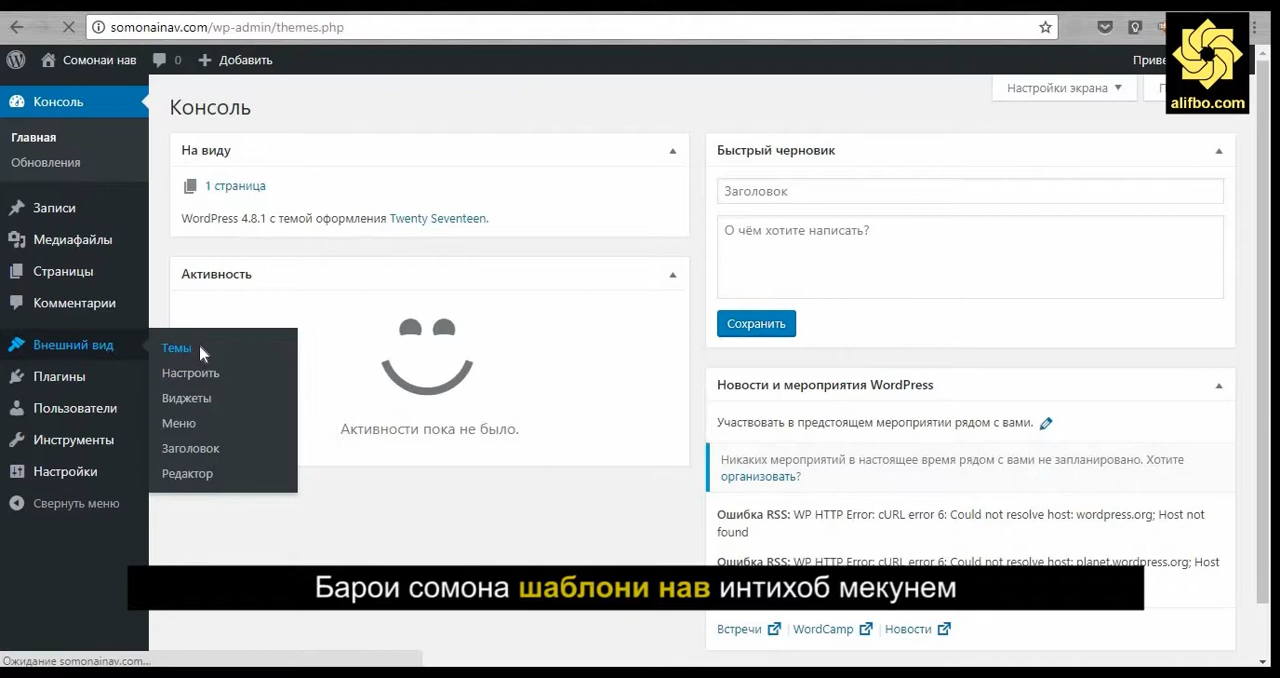 somonainav.com/wp-admin/themes.php
Сомонаи нав
0
Добавить
alifbo.com
Консоль
Главная
Обновления
Записи
Медиафайлы
Страницы
Комментарии
Внешний вид
Плагины
Пользователи
Инструменты
Настройки
Свернуть меню
Темы
Настроить
Виджеты
Меню
Заголовок
Редактор
Настройки экрана
Консоль
На виду
1 страница
WordPress 4.8.1 с темой оформления Twenty Seventeen.
Активность
Активности пока не было.
Быстрый черновик
Заголовок
О чём хотите написать?
Сохранить
Новости и мероприятия WordPress
Участвовать в предстоящем мероприятии рядом с вами.
Никаких мероприятий в настоящее время рядом с вами не запланировано. Хотите
организовать?
Ошибка RSS: WP HTTP Error: cURL error 6: Could not resolve host: wordpress.org; Host not
found
Ошибка RSS: WP HTTP Error: cURL error 6: Could not resolve host: planet.wordpress.org; Host
Барои сомона шаблони нав интихоб мекунем
Встречи | WordCamp | Новости
Ожидание somonainav.com...